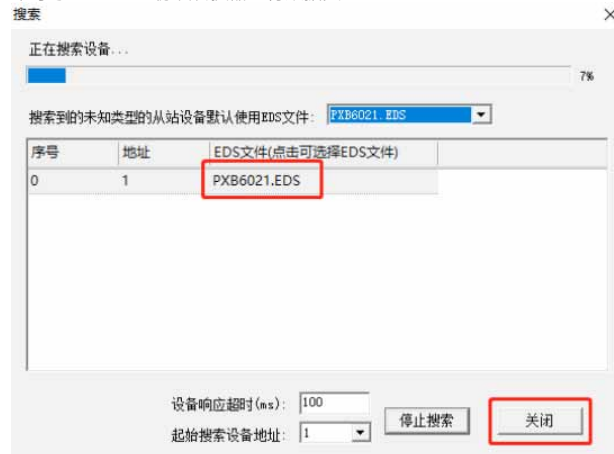 搜索
正在搜索设备...
7%
搜索到的未知类型的从站设备默认使用EDS文件: PXB6021.EDS
序号 地址 EDS文件(点击可选择EDS文件)
0 1 PXB6021.EDS
设备响应超时(ms): 100
起始搜索设备地址: 1
停止搜索
关闭